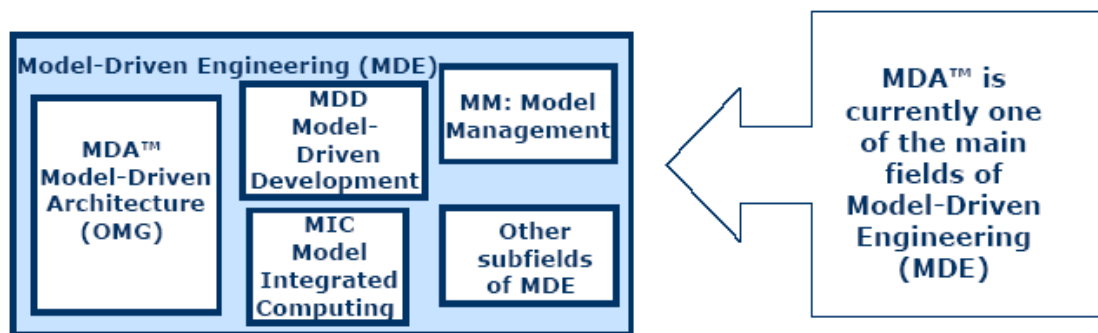 Model-Driven Engineering (MDE)
MDA™
Model-Driven
Architecture
(OMG)
MDD
Model-
Driven
Development
MIC
Model
Integrated
Computing
MM: Model
Management
Other
subfields
of MDE
MDA™ is
currently one
of the main
fields of
Model-Driven
Engineering
(MDE)